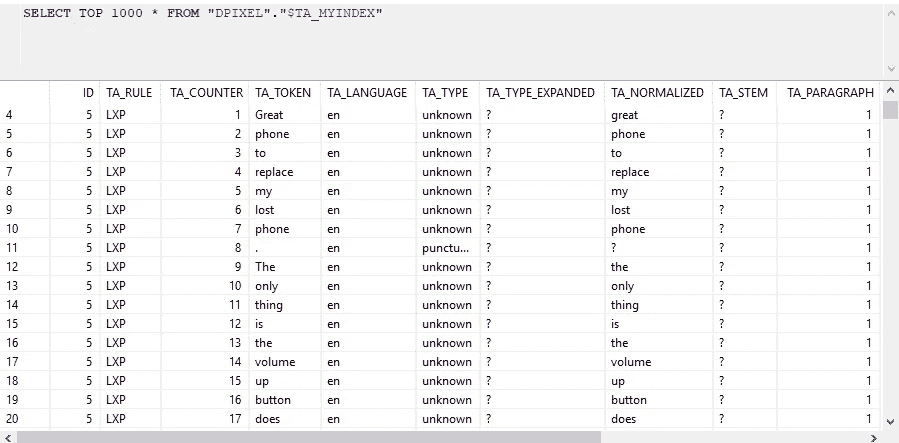 SELECT TOP 1000 * FROM "DPIXEL"."$TA_MYINDEX"
ID TA_RULE TA_COUNTER TA_TOKEN TA_LANGUAGE TA_TYPE TA_TYPE_EXPANDED TA_NORMALIZED TA_STEM TA_PARAGRAPH
4 5 LXP 1 Great en unknown ? great ? 1
5 5 LXP 2 phone en unknown ? phone ? 1
6 5 LXP 3 to en unknown ? to ? 1
7 5 LXP 4 replace en unknown ? replace ? 1
8 5 LXP 5 my en unknown ? my ? 1
9 5 LXP 6 lost en unknown ? lost ? 1
10 5 LXP 7 phone en unknown ? phone ? 1
11 5 LXP 8 . en punctu... ? ? ? 1
12 5 LXP 9 The en unknown ? the ? 1
13 5 LXP 10 only en unknown ? only ? 1
14 5 LXP 11 thing en unknown ? thing ? 1
15 5 LXP 12 is en unknown ? is ? 1
16 5 LXP 13 the en unknown ? the ? 1
17 5 LXP 14 volume en unknown ? volume ? 1
18 5 LXP 15 up en unknown ? up ? 1
19 5 LXP 16 button en unknown ? button ? 1
20 5 LXP 17 does en unknown ? does ? 1